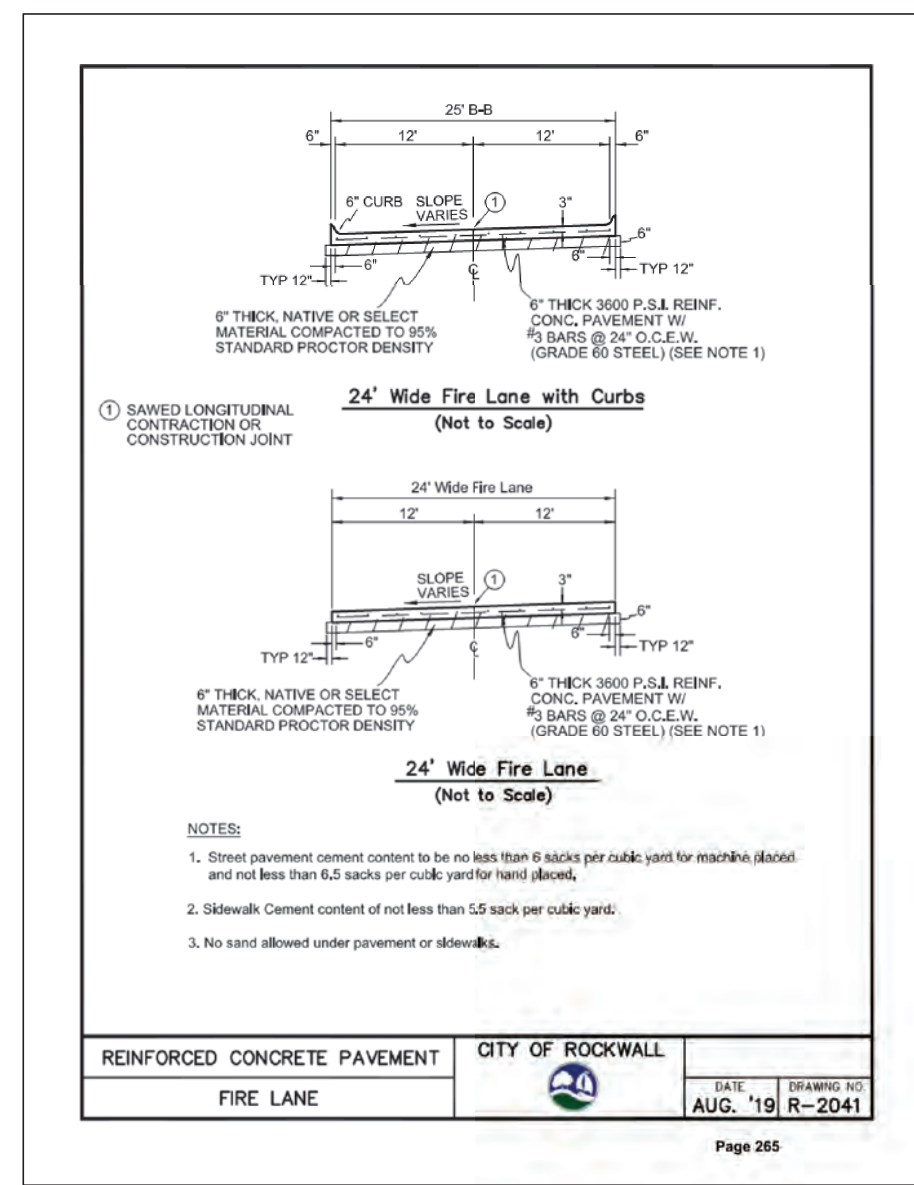 25' B-B
6" 12' 12' 6"
6" CURB SLOPE VARIES 1 3"
6"
6" 6"
TYP 12" ℄ TYP 12"
6" THICK, NATIVE OR SELECT
MATERIAL COMPACTED TO 95%
STANDARD PROCTOR DENSITY
6" THICK 3600 P.S.I. REINF.
CONC. PAVEMENT W/
#3 BARS @ 24" O.C.E.W.
(GRADE 60 STEEL) (SEE NOTE 1)
24' Wide Fire Lane with Curbs
(Not to Scale)
1 SAWED LONGITUDINAL
CONTRACTION OR
CONSTRUCTION JOINT
24' Wide Fire Lane
12' 12'
SLOPE VARIES 1 3"
6"
6" 6"
TYP 12" ℄ TYP 12"
6" THICK, NATIVE OR SELECT
MATERIAL COMPACTED TO 95%
STANDARD PROCTOR DENSITY
6" THICK 3600 P.S.I. REINF.
CONC. PAVEMENT W/
#3 BARS @ 24" O.C.E.W.
(GRADE 60 STEEL) (SEE NOTE 1)
24' Wide Fire Lane
(Not to Scale)
NOTES:
1. Street pavement cement content to be no less than 6 sacks per cubic yard for machine placed
and not less than 6.5 sacks per cubic yard for hand placed.
2. Sidewalk Cement content of not less than 5.5 sack per cubic yard.
3. No sand allowed under pavement or sidewalks.
REINFORCED CONCRETE PAVEMENT
FIRE LANE
CITY OF ROCKWALL
DATE
AUG. '19
DRAWING NO.
R-2041
Page 265